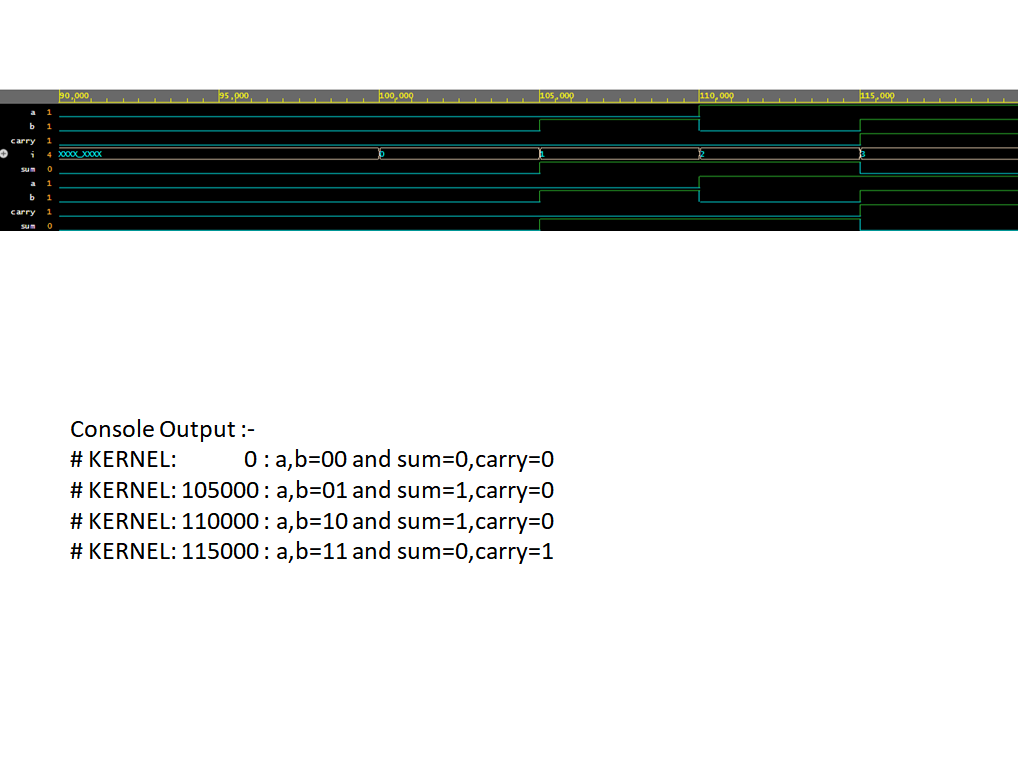 90,000 95,000 100,000 105,000 110,000 115,000
a 1
b 1
carry 1
i 4 XXXX_XXXX 0 1 2 3
sum 0
a 1
b 1
carry 1
sum 0
Console Output :-
# KERNEL: 0 : a,b=00 and sum=0,carry=0
# KERNEL: 105000 : a,b=01 and sum=1,carry=0
# KERNEL: 110000 : a,b=10 and sum=1,carry=0
# KERNEL: 115000 : a,b=11 and sum=0,carry=1